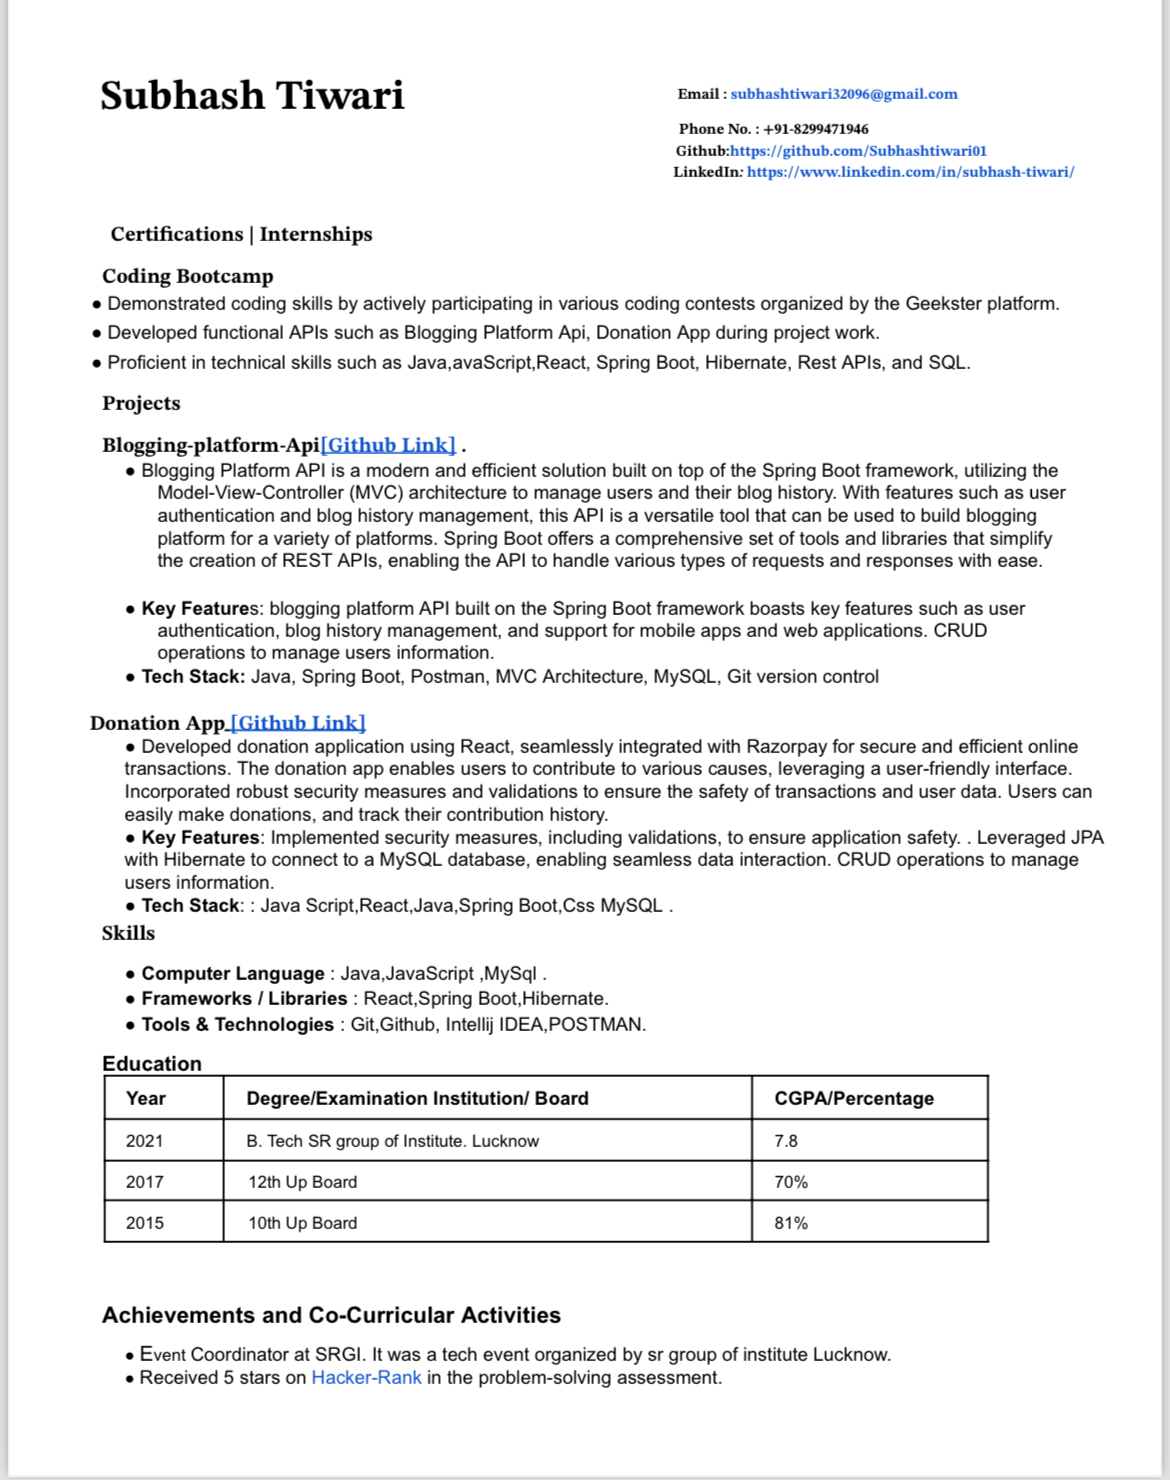 Subhash Tiwari
Email : subhashtiwari32096@gmail.com
Phone No. : +91-8299471946
Github:https://github.com/Subhashtiwari01
LinkedIn: https://www.linkedin.com/in/subhash-tiwari/
Certifications | Internships
Coding Bootcamp
● Demonstrated coding skills by actively participating in various coding contests organized by the Geekster platform.
● Developed functional APIs such as Blogging Platform Api, Donation App during project work.
● Proficient in technical skills such as Java,avaScript,React, Spring Boot, Hibernate, Rest APIs, and SQL.
Projects
Blogging-platform-Api[Github Link] .
● Blogging Platform API is a modern and efficient solution built on top of the Spring Boot framework, utilizing the
Model-View-Controller (MVC) architecture to manage users and their blog history. With features such as user
authentication and blog history management, this API is a versatile tool that can be used to build blogging
platform for a variety of platforms. Spring Boot offers a comprehensive set of tools and libraries that simplify
the creation of REST APIs, enabling the API to handle various types of requests and responses with ease.
● Key Features: blogging platform API built on the Spring Boot framework boasts key features such as user
authentication, blog history management, and support for mobile apps and web applications. CRUD
operations to manage users information.
● Tech Stack: Java, Spring Boot, Postman, MVC Architecture, MySQL, Git version control
Donation App [Github Link]
● Developed donation application using React, seamlessly integrated with Razorpay for secure and efficient online
transactions. The donation app enables users to contribute to various causes, leveraging a user-friendly interface.
Incorporated robust security measures and validations to ensure the safety of transactions and user data. Users can
easily make donations, and track their contribution history.
● Key Features: Implemented security measures, including validations, to ensure application safety. . Leveraged JPA
with Hibernate to connect to a MySQL database, enabling seamless data interaction. CRUD operations to manage
users information.
● Tech Stack: : Java Script,React,Java,Spring Boot,Css MySQL .
Skills
● Computer Language : Java,JavaScript ,MySql .
● Frameworks / Libraries : React,Spring Boot,Hibernate.
● Tools & Technologies : Git,Github, Intellij IDEA,POSTMAN.
Education
Year Degree/Examination Institution/ Board CGPA/Percentage
2021 B. Tech SR group of Institute. Lucknow 7.8
2017 12th Up Board 70%
2015 10th Up Board 81%
Achievements and Co-Curricular Activities
● Event Coordinator at SRGI. It was a tech event organized by sr group of institute Lucknow.
● Received 5 stars on Hacker-Rank in the problem-solving assessment.